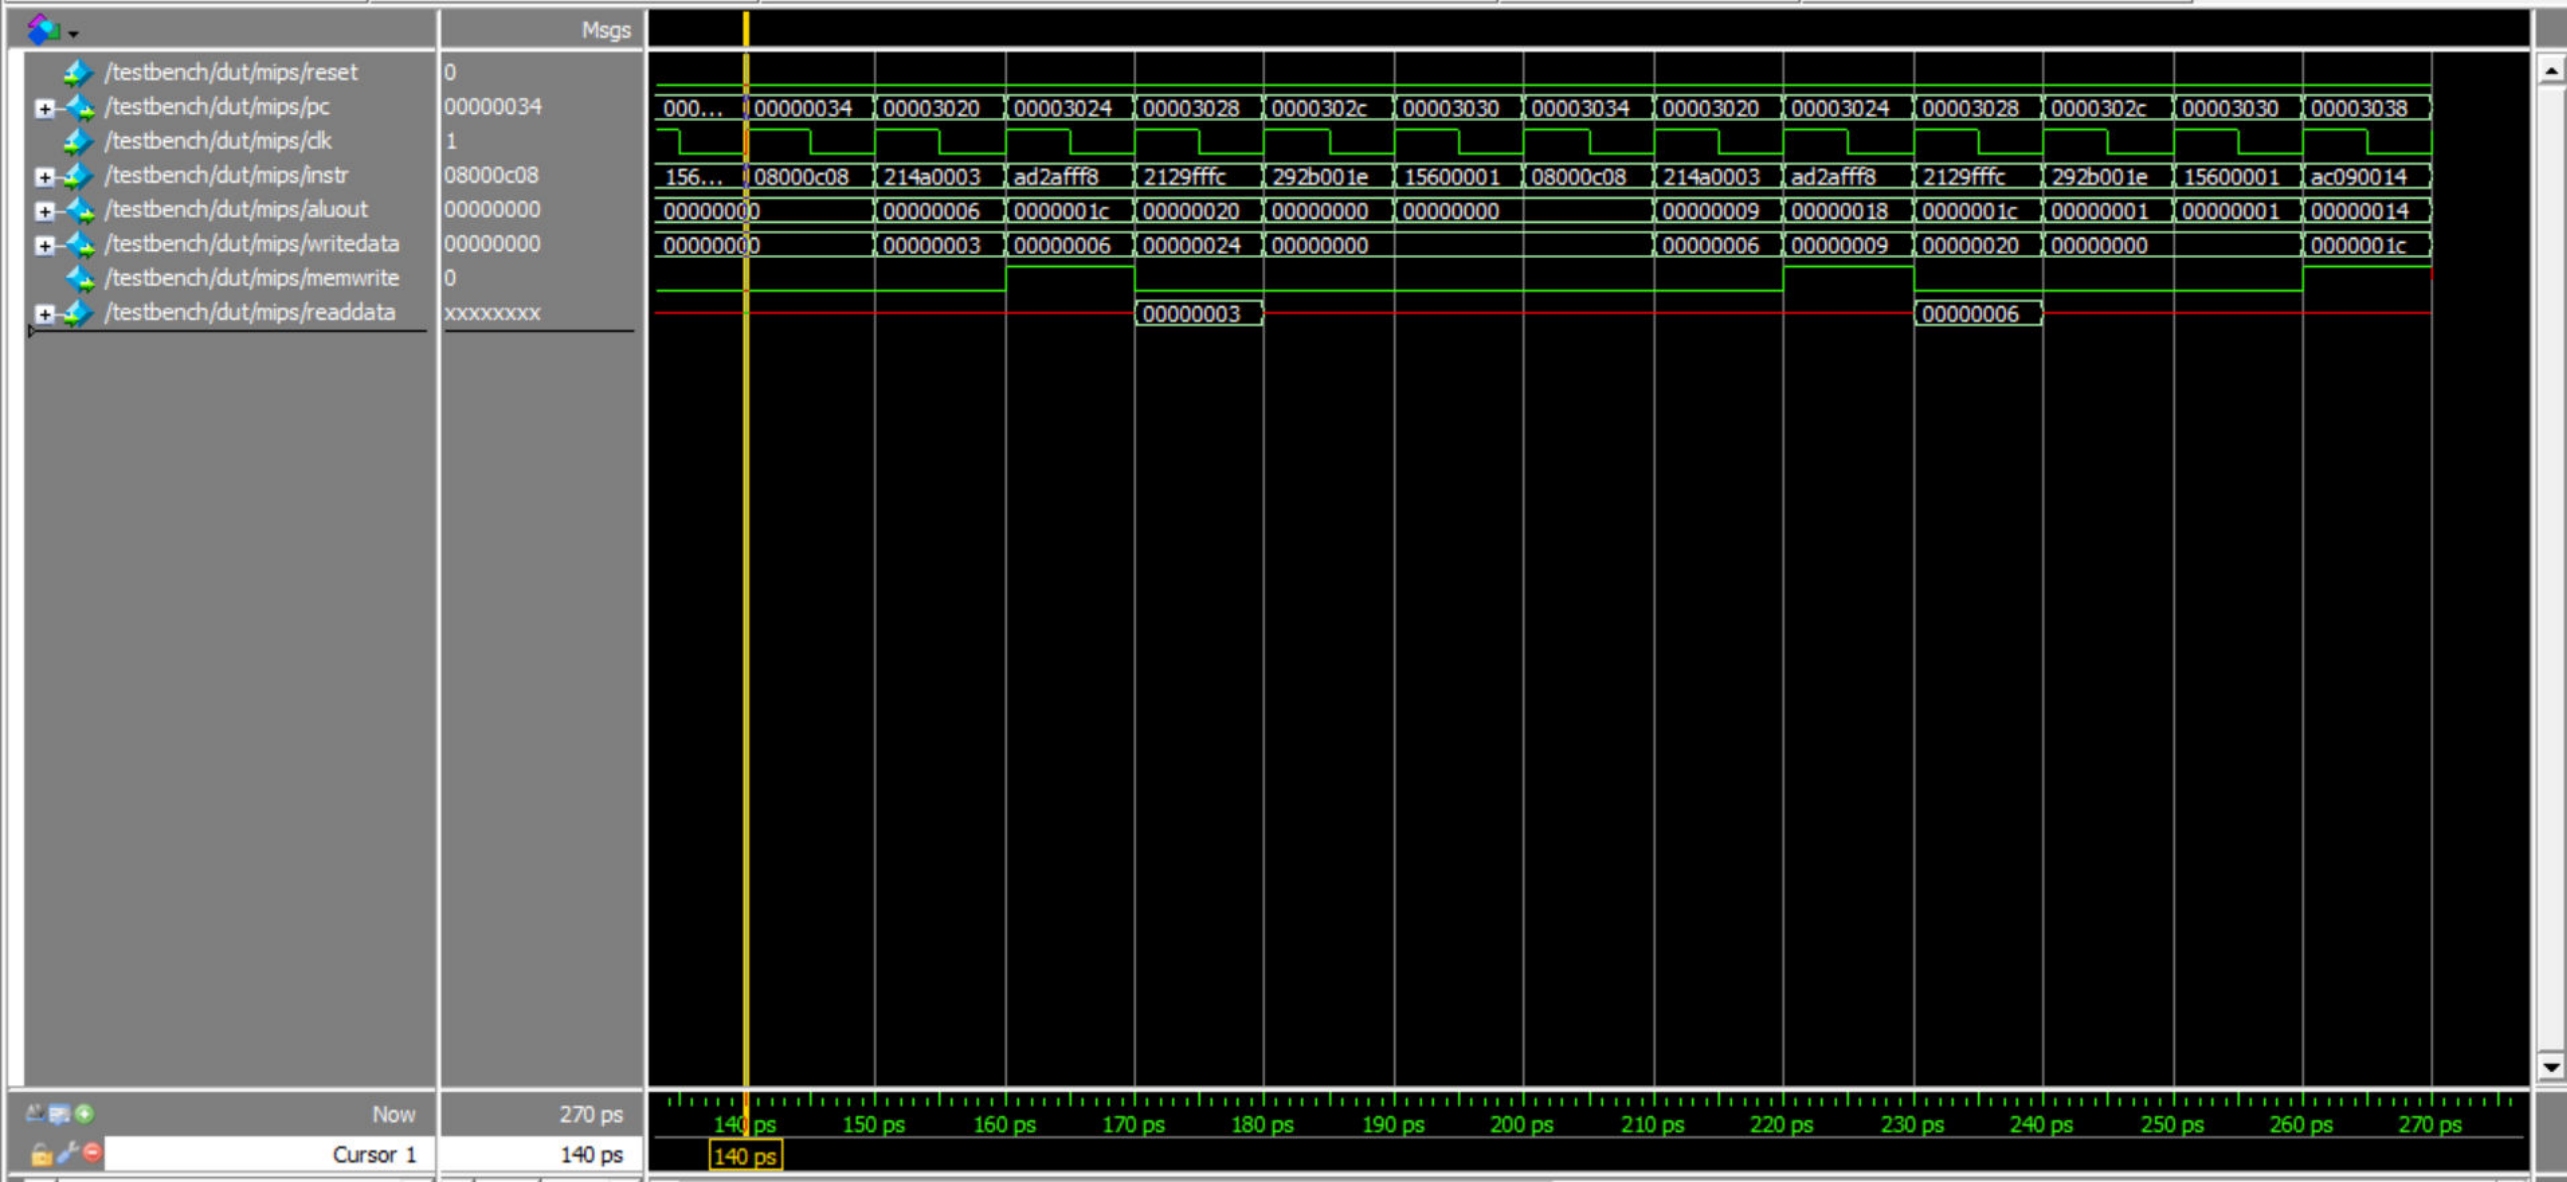 Msgs
/testbench/dut/mips/reset 0
/testbench/dut/mips/pc 00000034 000... 00000034 00003020 00003024 00003028 0000302c 00003030 00003034 00003020 00003024 00003028 0000302c 00003030 00003038
/testbench/dut/mips/clk 1
/testbench/dut/mips/instr 08000c08 156... 08000c08 214a0003 ad2afff8 2129fffc 292b001e 15600001 08000c08 214a0003 ad2afff8 2129fffc 292b001e 15600001 ac090014
/testbench/dut/mips/aluout 00000000 00000000 00000006 0000001c 00000020 00000000 00000000 00000009 00000018 0000001c 00000001 00000001 00000014
/testbench/dut/mips/writedata 00000000 00000000 00000003 00000006 00000024 00000000 00000006 00000009 00000020 00000000 0000001c
/testbench/dut/mips/memwrite 0
/testbench/dut/mips/readdata xxxxxxxx 00000003 00000006
Now 270 ps 140 ps 150 ps 160 ps 170 ps 180 ps 190 ps 200 ps 210 ps 220 ps 230 ps 240 ps 250 ps 260 ps 270 ps
Cursor 1 140 ps 140 ps